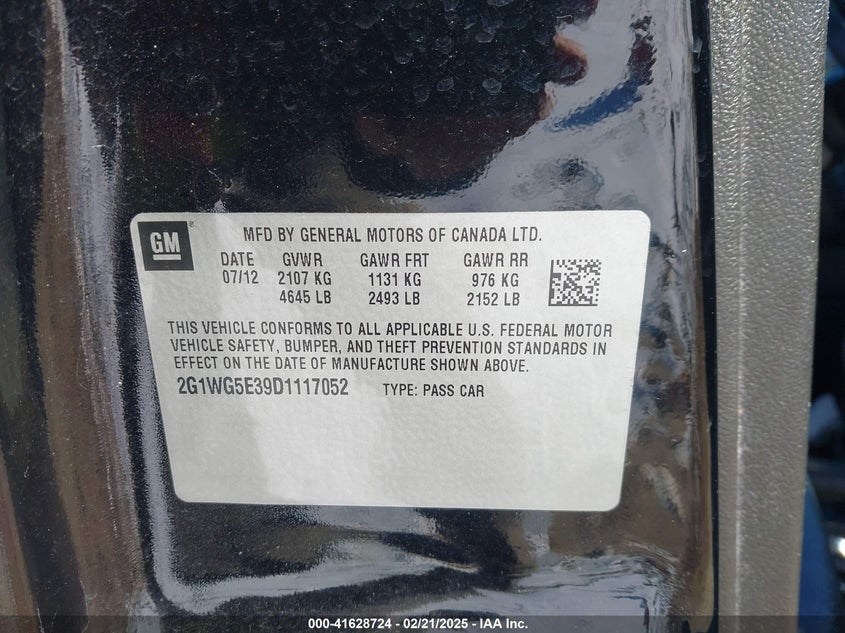 GM
MFD BY GENERAL MOTORS OF CANADA LTD.
DATE GVWR GAWR FRT GAWR RR
07/12 2107 KG 1131 KG 976 KG
4645 LB 2493 LB 2152 LB
THIS VEHICLE CONFORMS TO ALL APPLICABLE U.S. FEDERAL MOTOR
VEHICLE SAFETY, BUMPER, AND THEFT PREVENTION STANDARDS IN
EFFECT ON THE DATE OF MANUFACTURE SHOWN ABOVE.
2G1WG5E39D1117052 TYPE: PASS CAR
000-41628724 - 02/21/2025 - IAA Inc.